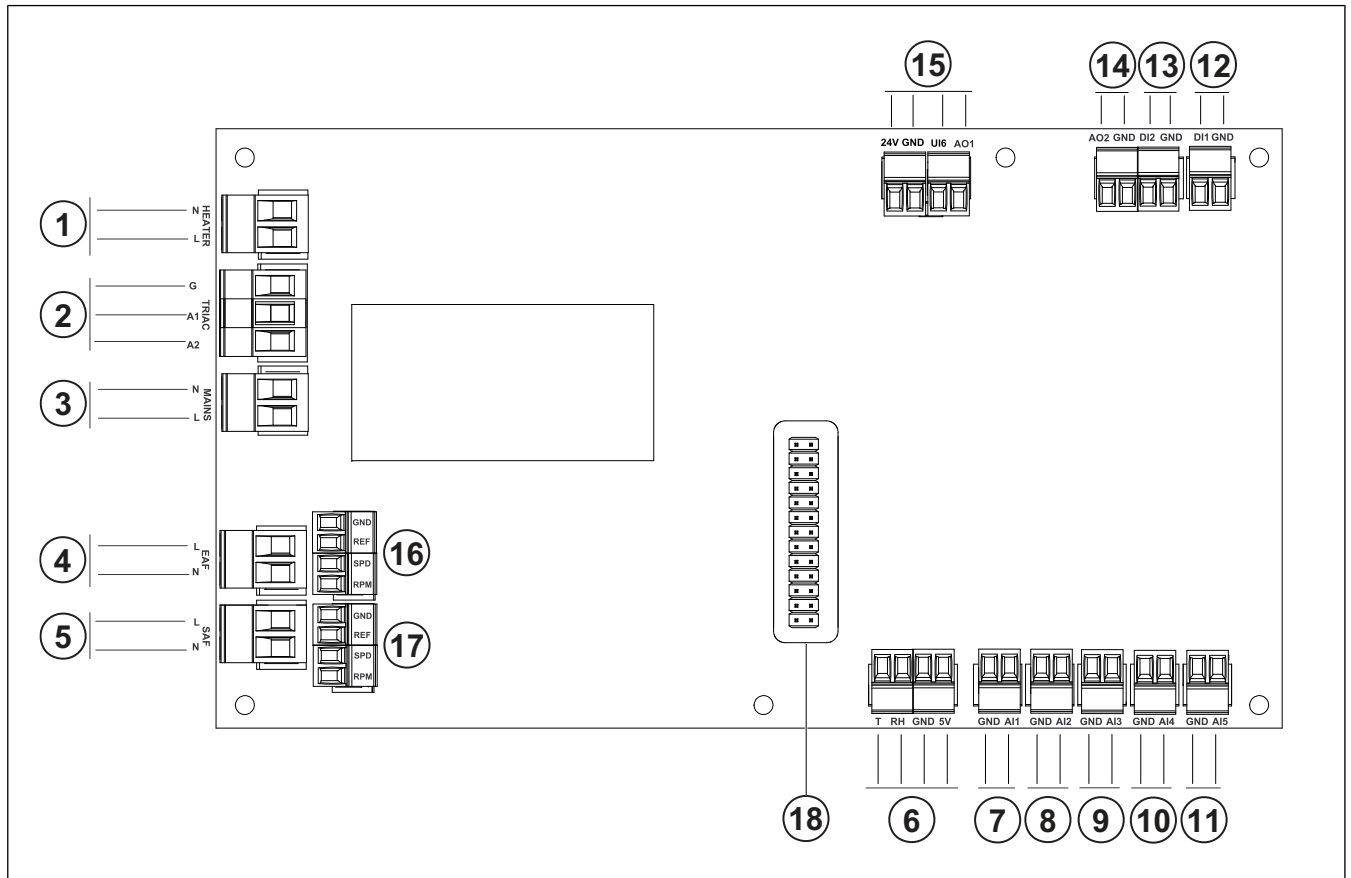 15 14 13 12
24V GND UI6 AO1 AO2 GND DI2 GND DI1 GND
1 N HEATER
L
G
2 A1 TRIAC
A2
3 N MAINS
L
4 L EAF
N
GND
REF
SPD
RPM
16
5 L SAF
N
GND
REF
SPD
RPM
17
T RH GND 5V GND AI1 GND AI2 GND AI3 GND AI4 GND AI5
18 6 7 8 9 10 11